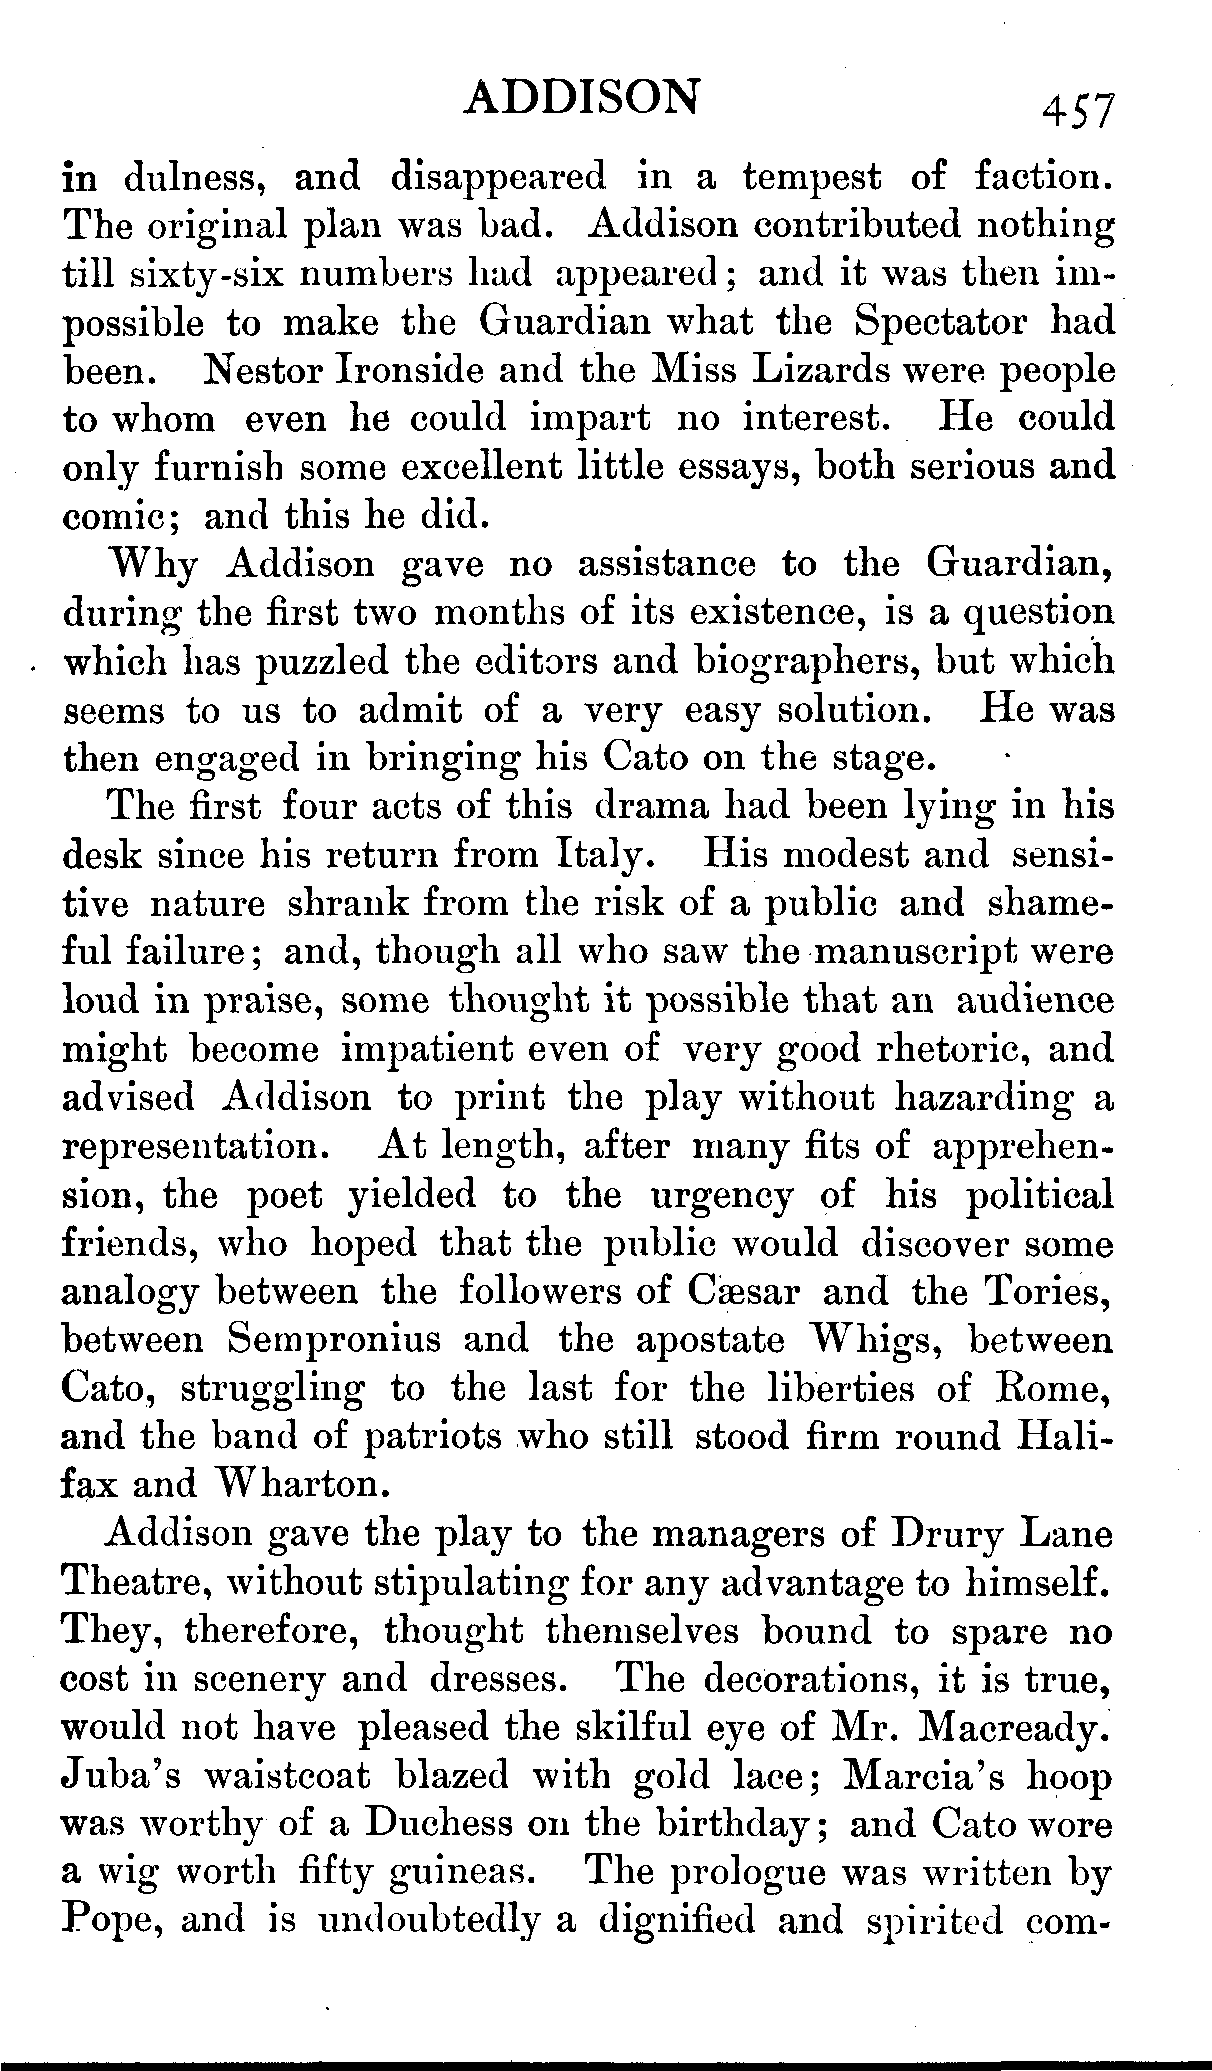 ADDISON 457
in dulness, and disappeared in a tempest of faction.
The original plan was bad. Addison contributed nothing
till sixty-six numbers had appeared; and it was then im-
possible to make the Guardian what the Spectator had
been. Nestor Ironside and the Miss Lizards were people
to whom even he could impart no interest. He could
only furnish some excellent little essays, both serious and
comic; and this he did.
Why Addison gave no assistance to the Guardian,
during the first two months of its existence, is a question
which has puzzled the editors and biographers, but which
seems to us to admit of a very easy solution. He was
then engaged in bringing his Cato on the stage.
The first four acts of this drama had been lying in his
desk since his return from Italy. His modest and sensi-
tive nature shrank from the risk of a public and shame-
ful failure; and, though all who saw the manuscript were
loud in praise, some thought it possible that an audience
might become impatient even of very good rhetoric, and
advised Addison to print the play without hazarding a
representation. At length, after many fits of apprehen-
sion, the poet yielded to the urgency of his political
friends, who hoped that the public would discover some
analogy between the followers of Cæsar and the Tories,
between Sempronius and the apostate Whigs, between
Cato, struggling to the last for the liberties of Rome,
and the band of patriots who still stood firm round Hali-
fax and Wharton.
Addison gave the play to the managers of Drury Lane
Theatre, without stipulating for any advantage to himself.
They, therefore, thought themselves bound to spare no
cost in scenery and dresses. The decorations, it is true,
would not have pleased the skilful eye of Mr. Macready.
Juba's waistcoat blazed with gold lace; Marcia's hoop
was worthy of a Duchess on the birthday; and Cato wore
a wig worth fifty guineas. The prologue was written by
Pope, and is undoubtedly a dignified and spirited com-